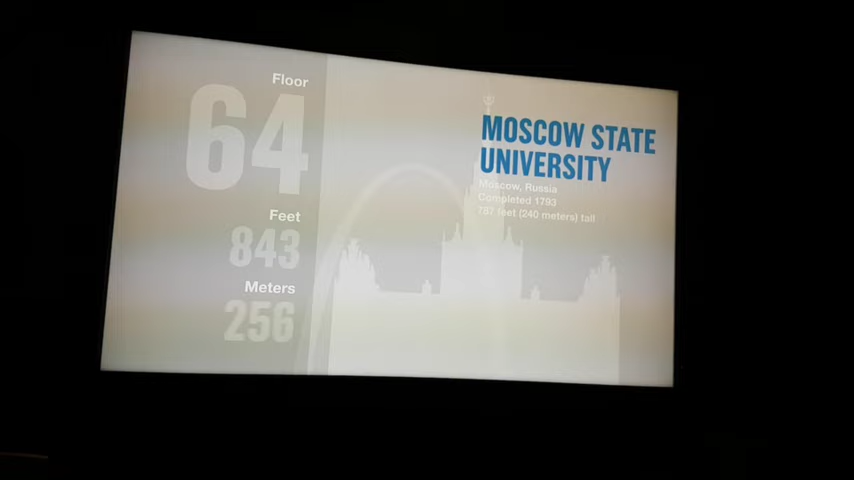 Floor
64
Feet
843
Meters
256
MOSCOW STATE
UNIVERSITY
Moscow, Russia
Completed 1793
787 feet (240 meters) tall